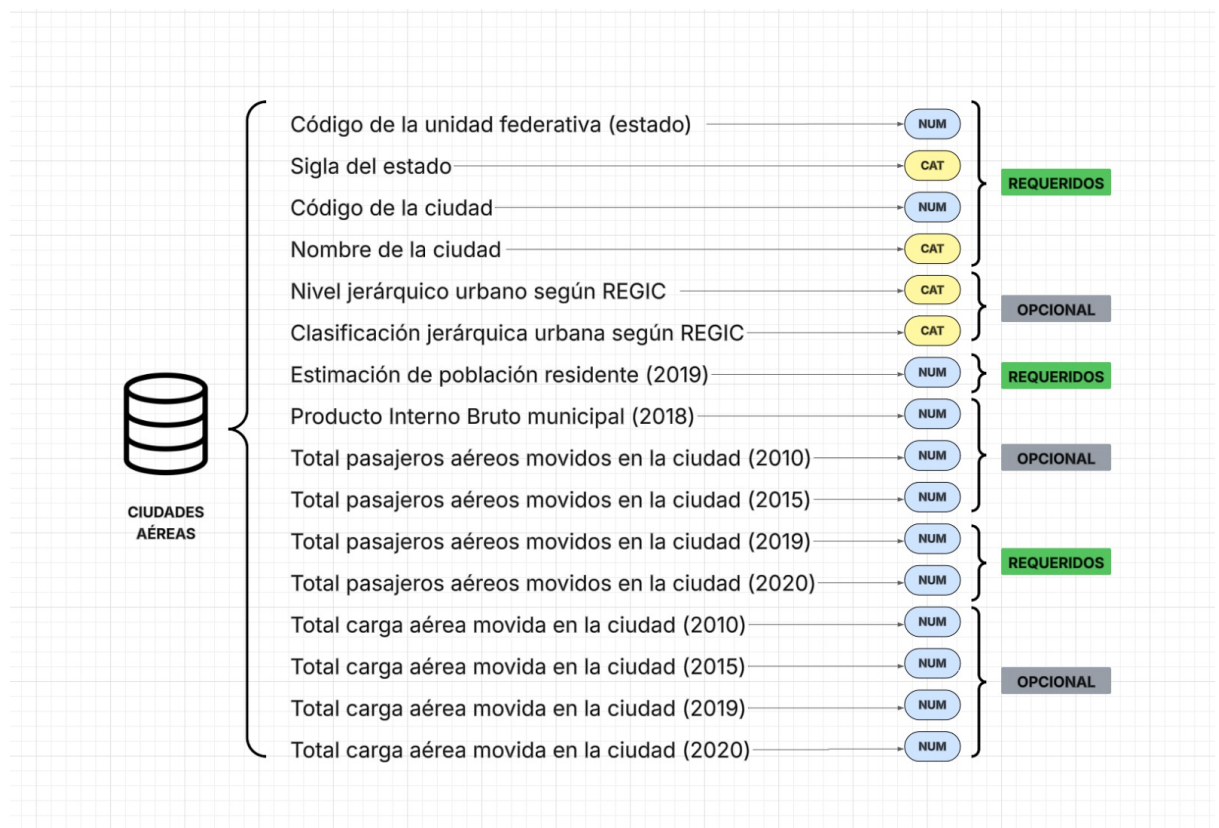 Código de la unidad federativa (estado) NUM
Sigla del estado CAT
REQUERIDOS
Código de la ciudad NUM
Nombre de la ciudad CAT
Nivel jerárquico urbano según REGIC CAT
OPCIONAL
Clasificación jerárquica urbana según REGIC CAT
Estimación de población residente (2019) NUM REQUERIDOS
Producto Interno Bruto municipal (2018) NUM
Total pasajeros aéreos movidos en la ciudad (2010) NUM OPCIONAL
Total pasajeros aéreos movidos en la ciudad (2015) NUM
CIUDADES
AÉREAS
Total pasajeros aéreos movidos en la ciudad (2019) NUM
REQUERIDOS
Total pasajeros aéreos movidos en la ciudad (2020) NUM
Total carga aérea movida en la ciudad (2010) NUM
Total carga aérea movida en la ciudad (2015) NUM
OPCIONAL
Total carga aérea movida en la ciudad (2019) NUM
Total carga aérea movida en la ciudad (2020) NUM